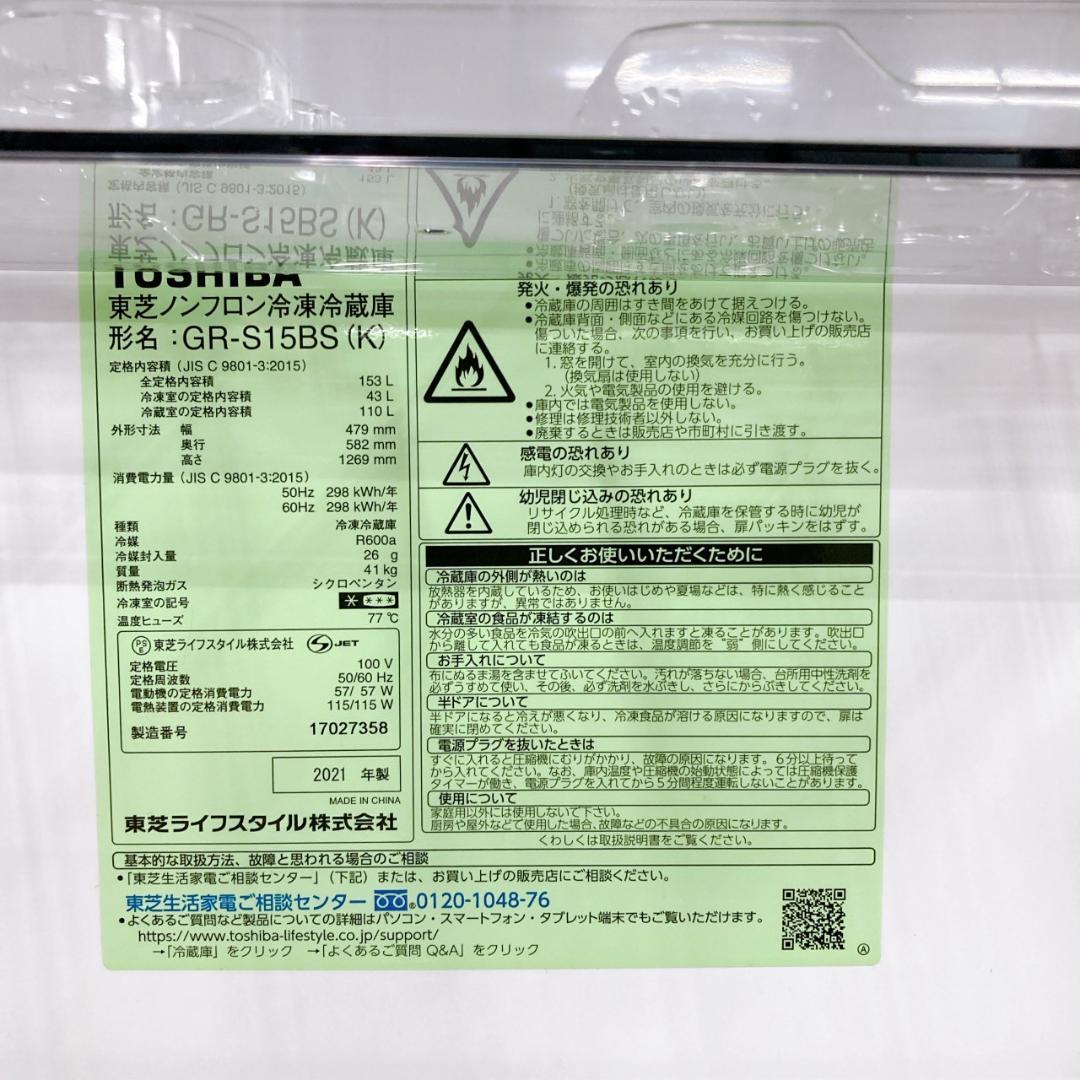 TOSHIBA
東芝ノンフロン冷凍冷蔵庫
形名：GR-S15BS (K)
定格内容積（JIS C 9801-3:2015）
全定格内容積 153 L
冷凍室の定格内容積 43 L
冷蔵室の定格内容積 110 L
外形寸法 幅 479 mm
奥行 582 mm
高さ 1269 mm
消費電力量（JIS C 9801-3:2015）
50Hz 298 kWh/年
60Hz 298 kWh/年
種類 冷凍冷蔵庫
冷媒 R600a
冷媒封入量 26 g
質量 41 kg
断熱発泡ガス シクロペンタン
冷凍室の記号
温度ヒューズ 77 ℃
PSE 東芝ライフスタイル株式会社 JET
定格電圧 100 V
定格周波数 50/60 Hz
電動機の定格消費電力 57/ 57 W
電熱装置の定格消費電力 115/115 W
製造番号 17027358
2021 年製
MADE IN CHINA
東芝ライフスタイル株式会社
発火・爆発の恐れあり
●冷蔵庫の周囲はすき間をあけて据えつける。
●冷蔵庫背面・側面などにある冷媒回路を傷つけない。
傷ついた場合、次の事項を行い、お買い上げの販売店
に連絡する。
1. 窓を開けて、室内の換気を充分に行う。
（換気扇は使用しない）
2. 火気や電気製品の使用を避ける。
●庫内では電気製品を使用しない。
●修理は修理技術者以外しない。
●廃棄するときは販売店や市町村に引き渡す。
感電の恐れあり
庫内灯の交換やお手入れのときは必ず電源プラグを抜く。
幼児閉じ込みの恐れあり
リサイクル処理時など、冷蔵庫を保管する時に幼児が
閉じ込められる恐れがある場合、扉パッキンをはずす。
正しくお使いいただくために
冷蔵庫の外側が熱いのは
放熱器を内蔵しているため、お使いはじめや夏場などは、特に熱く感じること
がありますが、異常ではありません。
冷蔵室の食品が凍結するのは
水分の多い食品を冷気の吹出口の前へ入れますと凍ることがあります。吹出口
から離して入れても食品が凍るときは、温度調節を“弱”側にしてください。
お手入れについて
布にぬるま湯を含ませてふいてください。汚れが落ちない場合、台所用中性洗剤を
必ずうすめて使い、その後、必ず洗剤を水ぶきし、さらにからぶきしてください。
半ドアについて
半ドアになると冷えが悪くなり、冷凍食品が溶ける原因になりますので、扉は
確実に閉めてください。
電源プラグを抜いたときは
すぐに入れると圧縮機にむりがかかり、故障の原因になります。6分以上待って
から入れてください。なお、庫内温度や圧縮機の始動状態によっては圧縮機保護
タイマーが働き、電源プラグを入れてから5分間程度運転しないことがあります。
使用について
家庭用以外には使用しないで下さい。
厨房や屋外などで使用した場合、故障などの不具合の原因になります。
くわしくは取扱説明書をご覧ください。
基本的な取扱方法、故障と思われる場合のご相談
●「東芝生活家電ご相談センター」（下記）または、お買い上げの販売店にご相談ください。
東芝生活家電ご相談センター 0120-1048-76
●よくあるご質問など製品についての詳細はパソコン・スマートフォン・タブレット端末でもご覧いただけます。
https://www.toshiba-lifestyle.co.jp/support/
→「冷蔵庫」をクリック →「よくあるご質問 Q&A」をクリック
Ⓐ